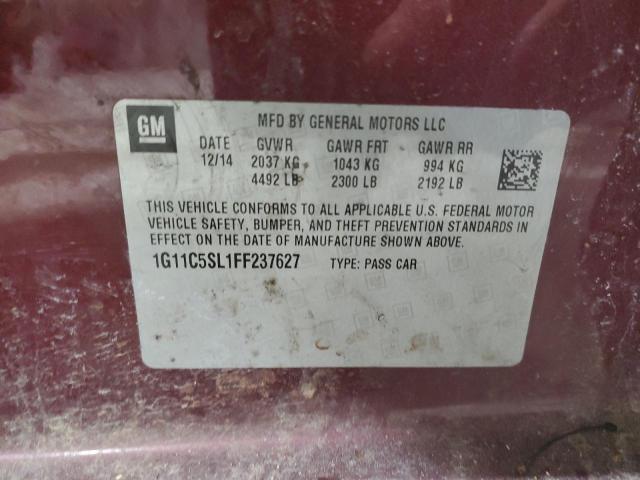 GM
MFD BY GENERAL MOTORS LLC
DATE GVWR GAWR FRT GAWR RR
12/14 2037 KG 1043 KG 994 KG
4492 LB 2300 LB 2192 LB
THIS VEHICLE CONFORMS TO ALL APPLICABLE U.S. FEDERAL MOTOR
VEHICLE SAFETY, BUMPER, AND THEFT PREVENTION STANDARDS IN
EFFECT ON THE DATE OF MANUFACTURE SHOWN ABOVE.
1G11C5SL1FF237627 TYPE: PASS CAR